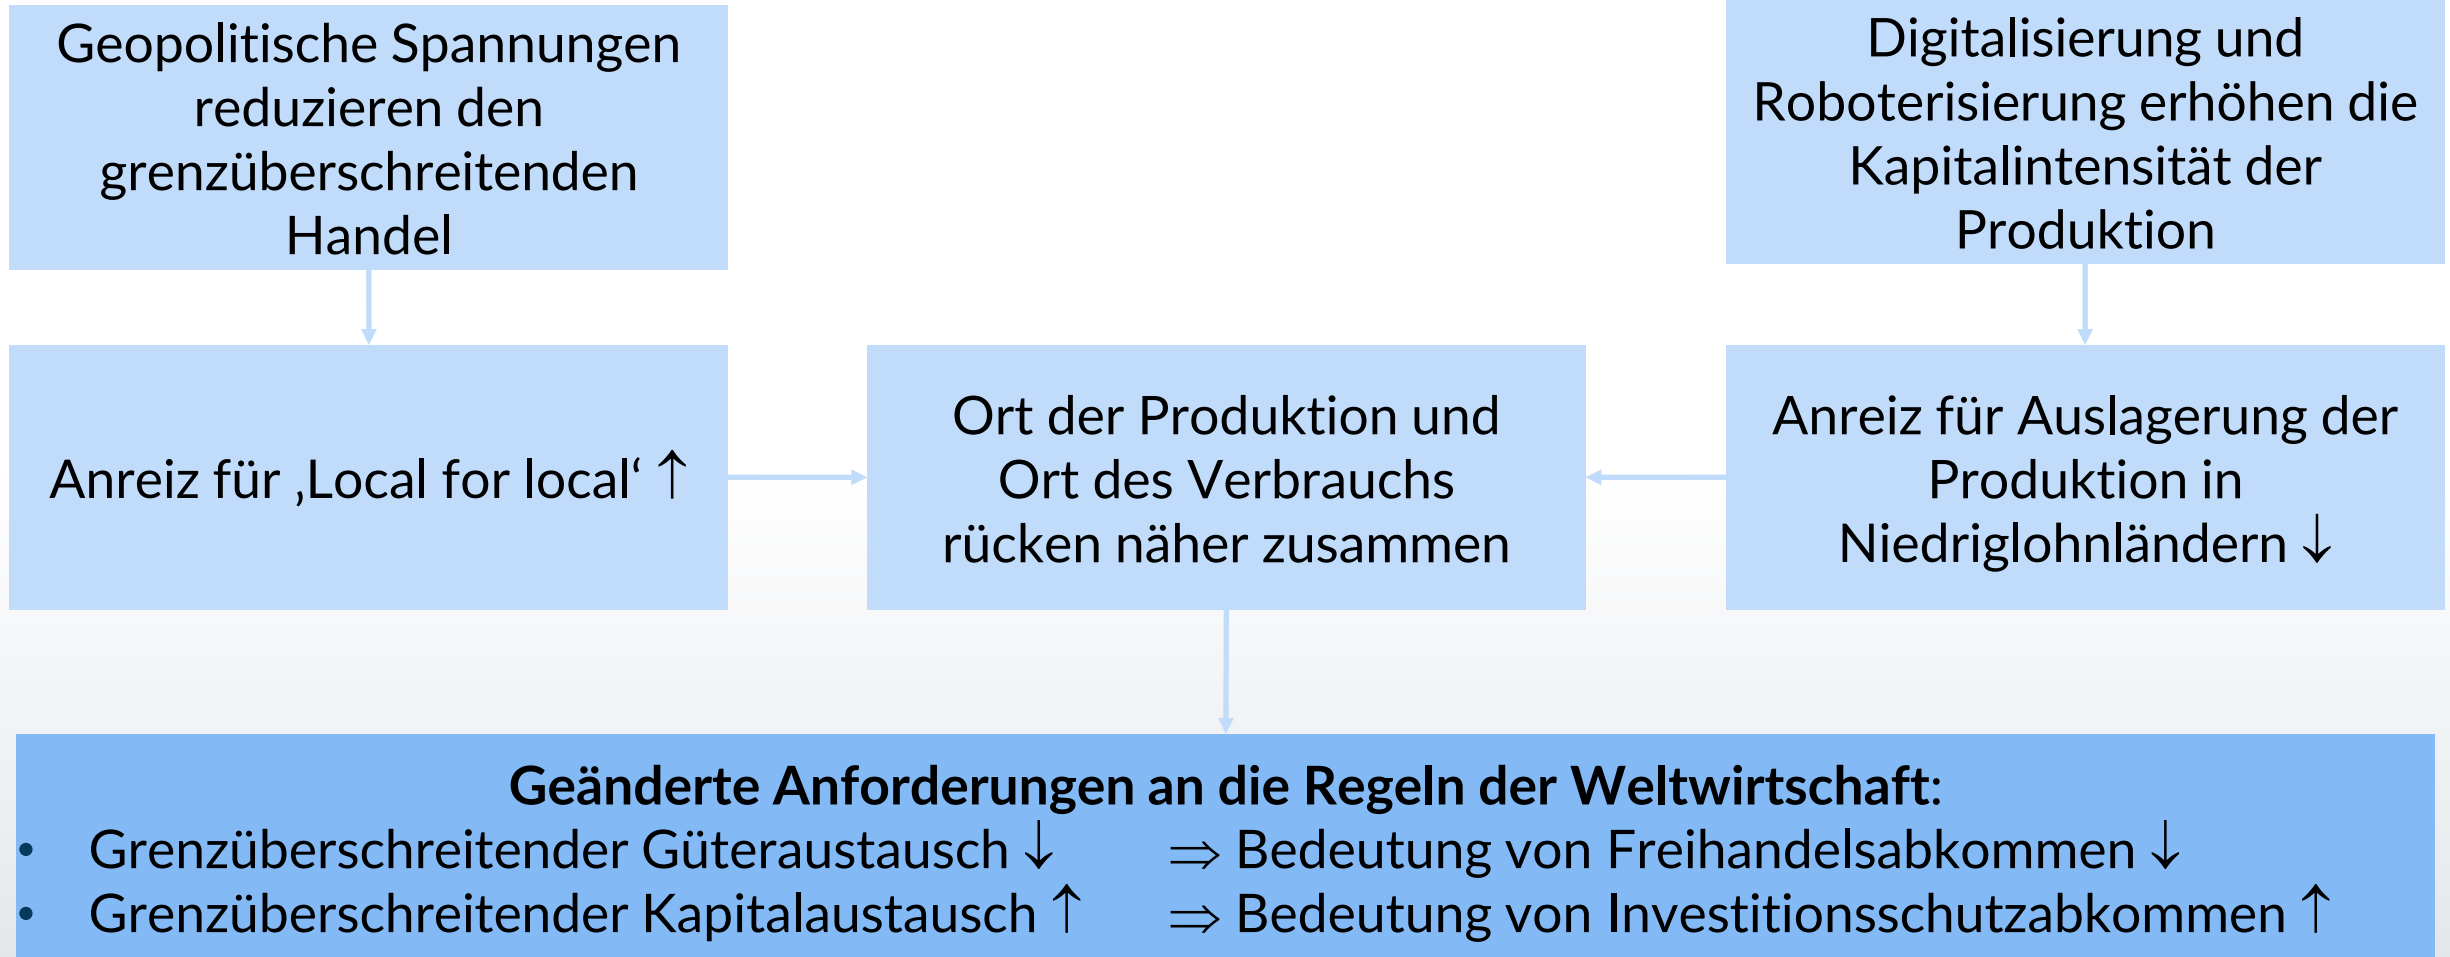 Geopolitische Spannungen
reduzieren den
grenzüberschreitenden
Handel
Digitalisierung und
Roboterisierung erhöhen die
Kapitalintensität der
Produktion
Anreiz für ‚Local for local‘ ↑
Ort der Produktion und
Ort des Verbrauchs
rücken näher zusammen
Anreiz für Auslagerung der
Produktion in
Niedriglohnländern ↓
Geänderte Anforderungen an die Regeln der Weltwirtschaft:
• Grenzüberschreitender Güteraustausch ↓ ⇒ Bedeutung von Freihandelsabkommen ↓
• Grenzüberschreitender Kapitalaustausch ↑ ⇒ Bedeutung von Investitionsschutzabkommen ↑